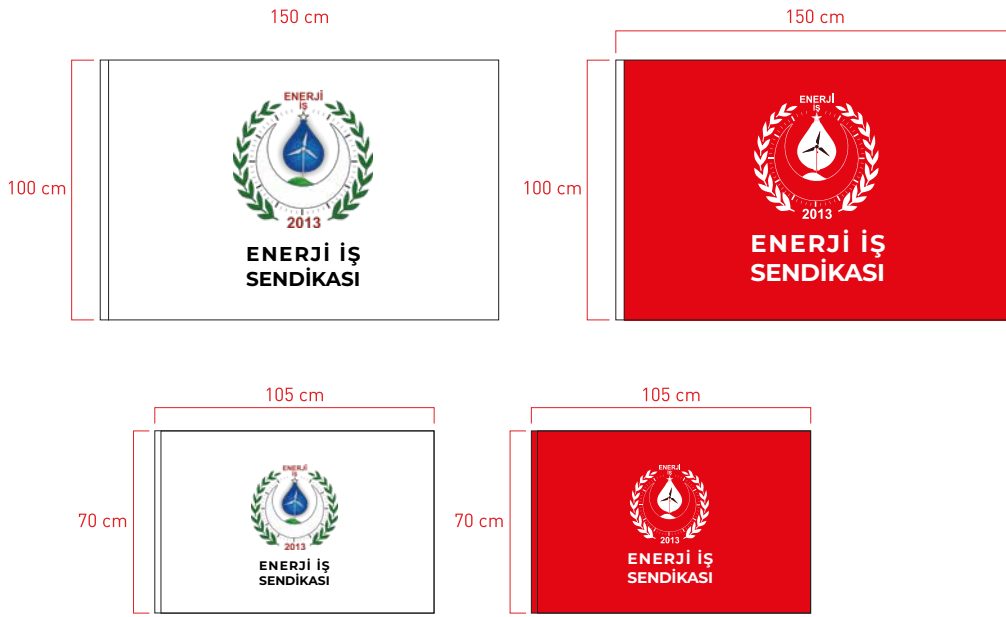 150 cm
150 cm
100 cm
ENERJİ
İŞ
2013
ENERJİ İŞ
SENDİKASI
100 cm
ENERJİ
İŞ
2013
ENERJİ İŞ
SENDİKASI
105 cm
105 cm
70 cm
ENERJİ
İŞ
2013
ENERJİ İŞ
SENDİKASI
70 cm
ENERJİ
İŞ
2013
ENERJİ İŞ
SENDİKASI